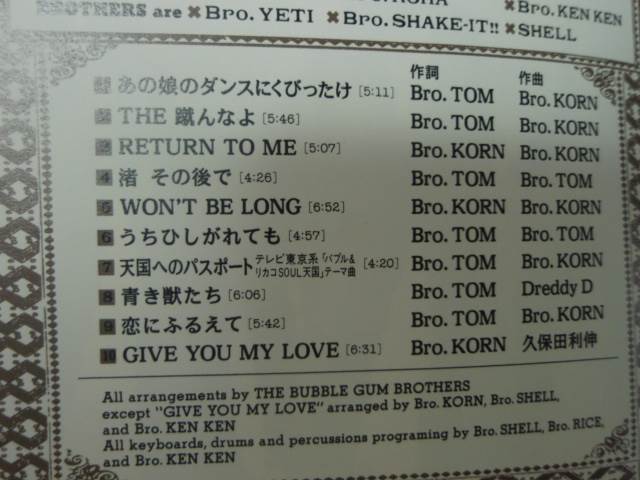 Bro. KEN KEN
BROTHERS are ✖ Bro. YETI ✖ Bro. SHAKE-IT!! ✖ SHELL
作詞 作曲
1 あの娘のダンスにくびったけ [5:11] Bro. TOM Bro. KORN
2 THE 蹴んなよ [5:46] Bro. TOM Bro. KORN
3 RETURN TO ME [5:07] Bro. KORN Bro. KORN
4 渚 その後で [4:26] Bro. TOM Bro. TOM
5 WON'T BE LONG [6:52] Bro. KORN Bro. KORN
6 うちひしがれても [4:57] Bro. TOM Bro. TOM
7 天国へのパスポート テレビ東京系「バブル&リカコSOUL天国」テーマ曲 [4:20] Bro. TOM Bro. KORN
8 青き獣たち [6:06] Bro. TOM Dreddy D
9 恋にふるえて [5:42] Bro. TOM Bro. KORN
10 GIVE YOU MY LOVE [6:31] Bro. KORN 久保田利伸
All arrangements by THE BUBBLE GUM BROTHERS
except "GIVE YOU MY LOVE" arranged by Bro. KORN, Bro. SHELL,
and Bro. KEN KEN
All keyboards, drums and percussions programing by Bro. SHELL, Bro. RICE,
and Bro. KEN KEN